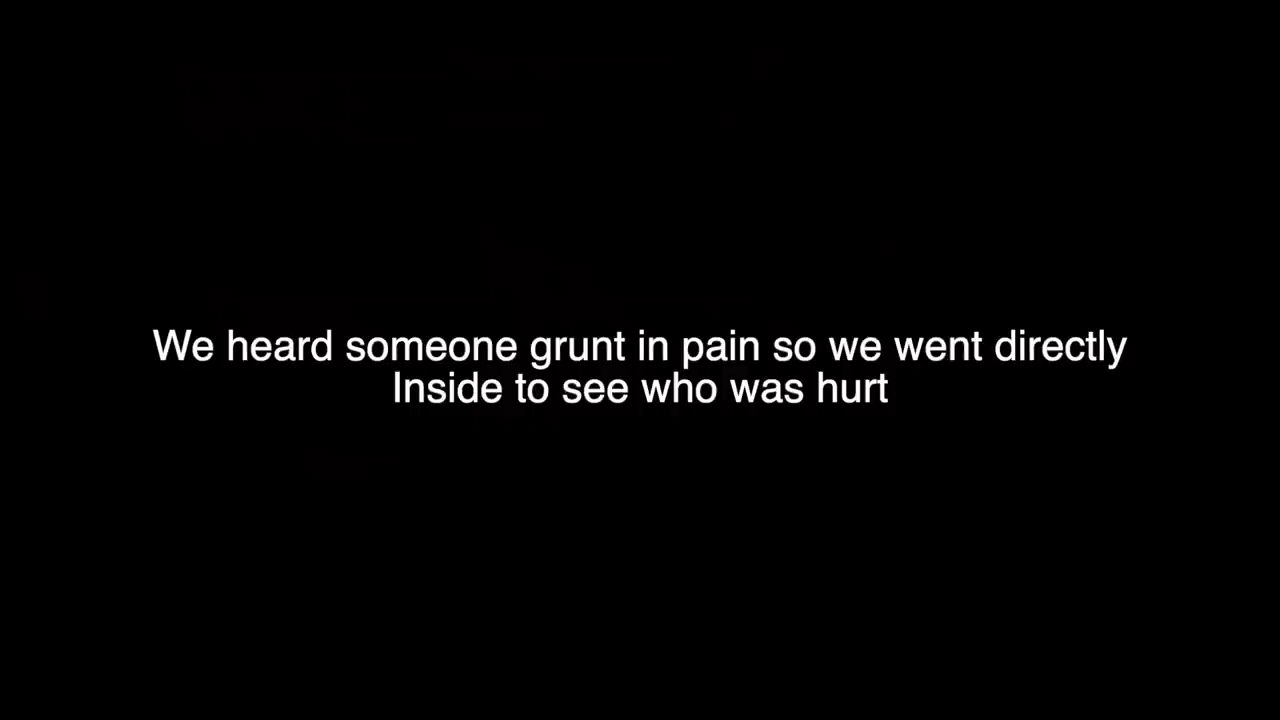 We heard someone grunt in pain so we went directly
Inside to see who was hurt